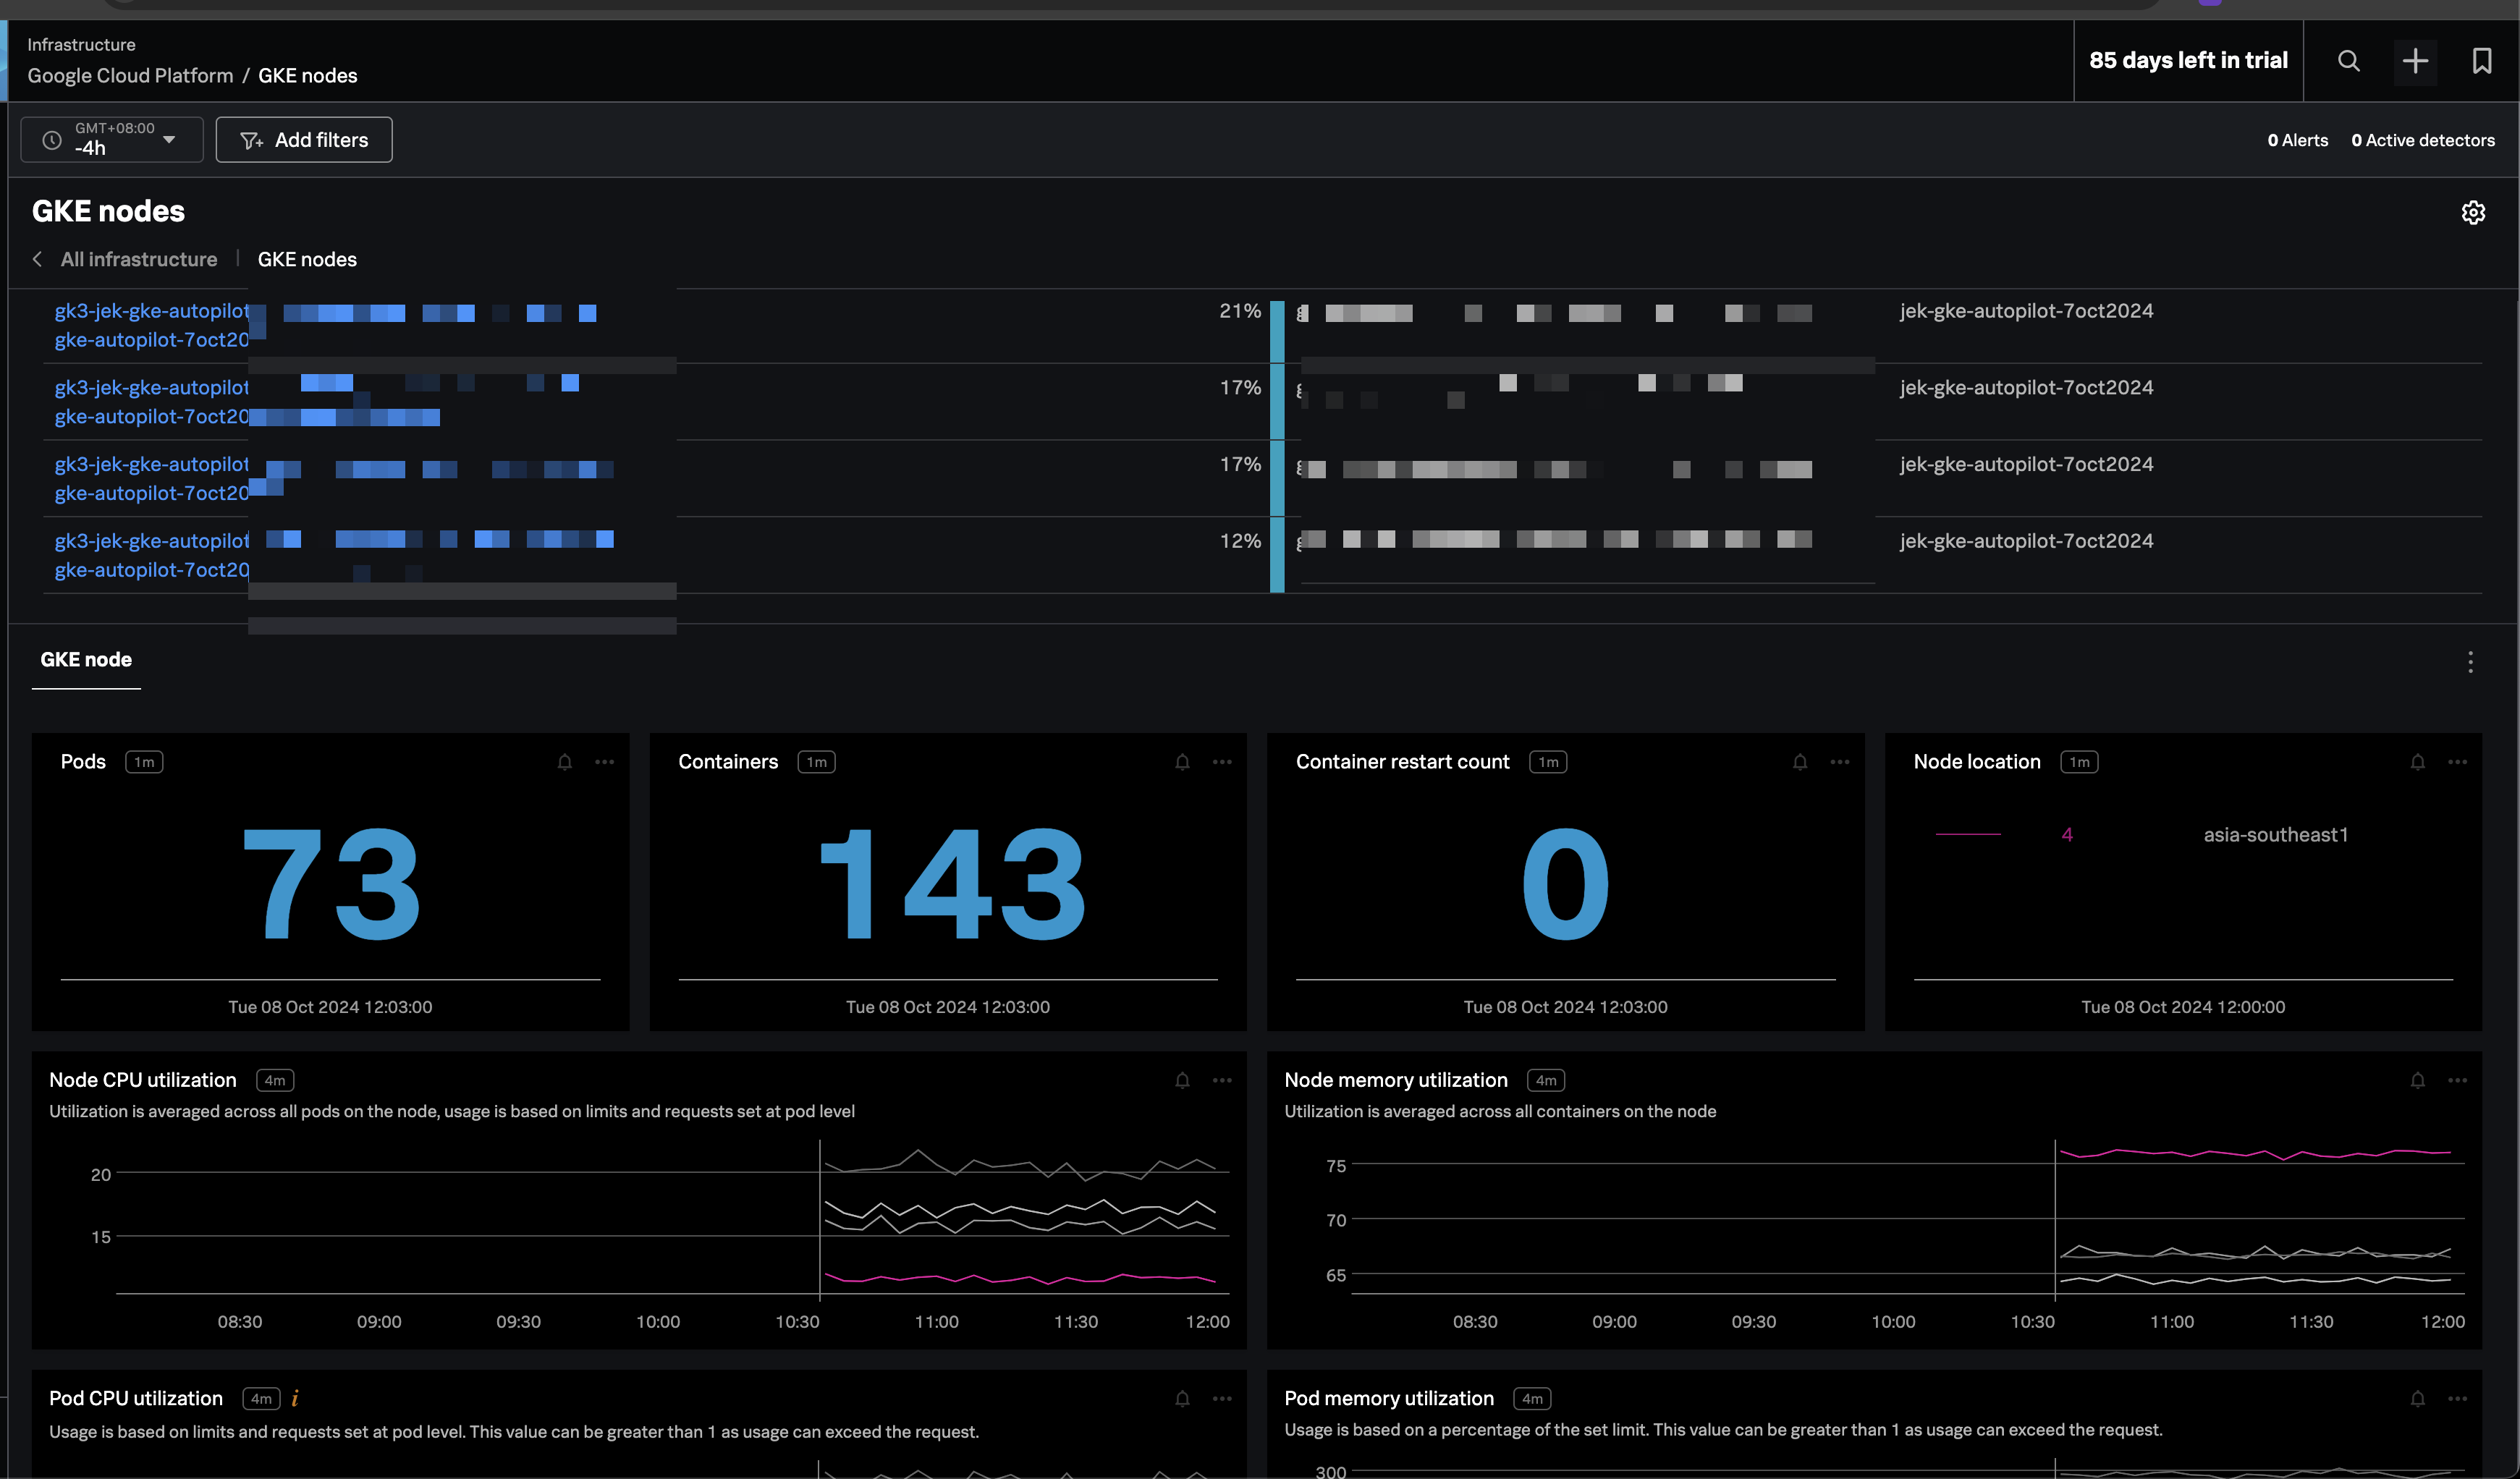 Infrastructure
Google Cloud Platform / GKE nodes
85 days left in trial
GMT+08:00
-4h
Add filters
0 Alerts 0 Active detectors
GKE nodes
All infrastructure | GKE nodes
gk3-jek-gke-autopilot 21% jek-gke-autopilot-7oct2024
gke-autopilot-7oct20
gk3-jek-gke-autopilot 17% jek-gke-autopilot-7oct2024
gke-autopilot-7oct20
gk3-jek-gke-autopilot 17% jek-gke-autopilot-7oct2024
gke-autopilot-7oct20
gk3-jek-gke-autopilot 12% jek-gke-autopilot-7oct2024
gke-autopilot-7oct20
GKE node
Pods 1m
73
Tue 08 Oct 2024 12:03:00
Containers 1m
143
Tue 08 Oct 2024 12:03:00
Container restart count 1m
0
Tue 08 Oct 2024 12:03:00
Node location 1m
4 asia-southeast1
Tue 08 Oct 2024 12:00:00
Node CPU utilization 4m
Utilization is averaged across all pods on the node, usage is based on limits and requests set at pod level
20
15
08:30 09:00 09:30 10:00 10:30 11:00 11:30 12:00
Node memory utilization 4m
Utilization is averaged across all containers on the node
75
70
65
08:30 09:00 09:30 10:00 10:30 11:00 11:30 12:00
Pod CPU utilization 4m i
Usage is based on limits and requests set at pod level. This value can be greater than 1 as usage can exceed the request.
Pod memory utilization 4m
Usage is based on a percentage of the set limit. This value can be greater than 1 as usage can exceed the request.
300